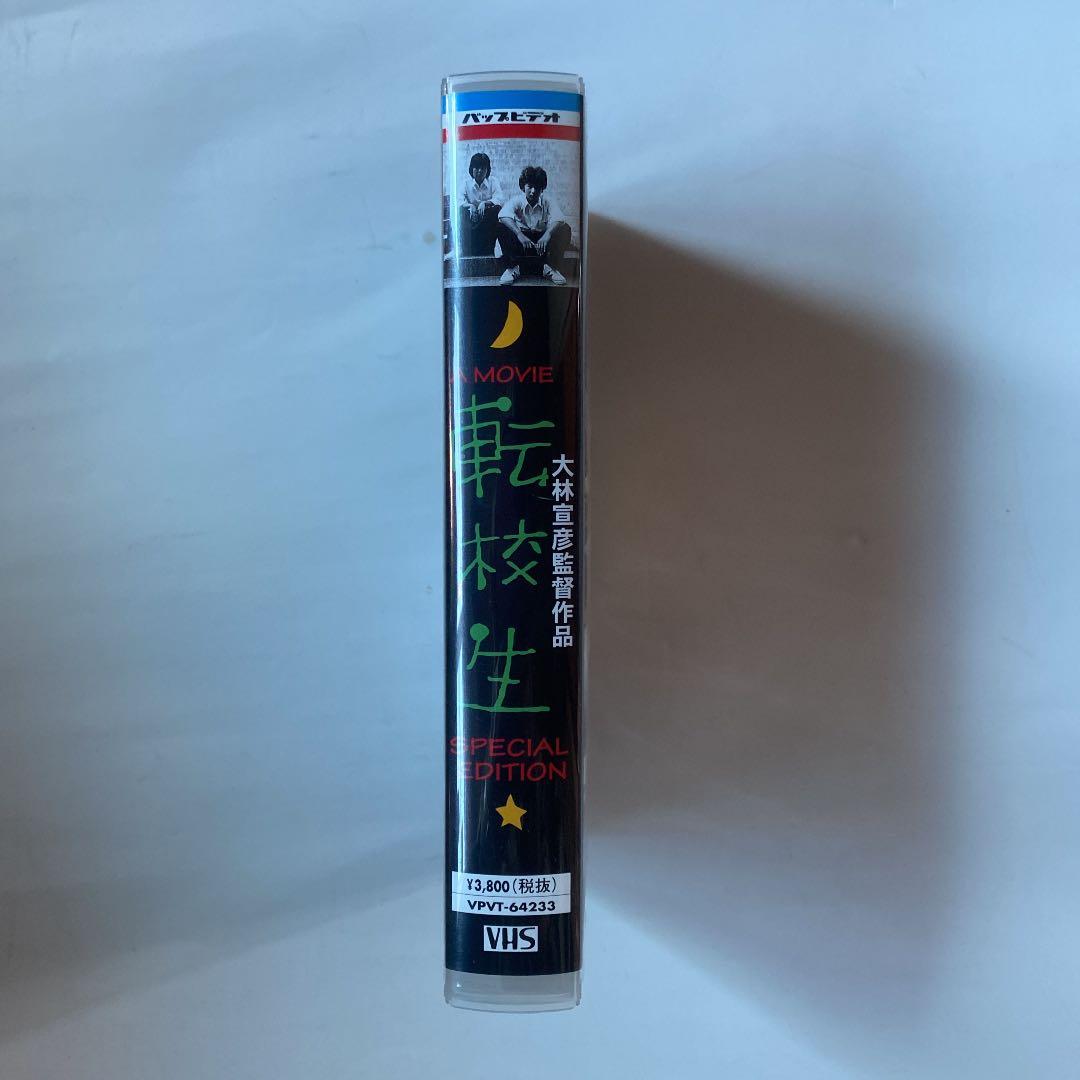 バップビデオ
A MOVIE
転校生
大林宣彦監督作品
SPECIAL
EDITION
¥3,800(税抜)
VPVT-64233
VHS